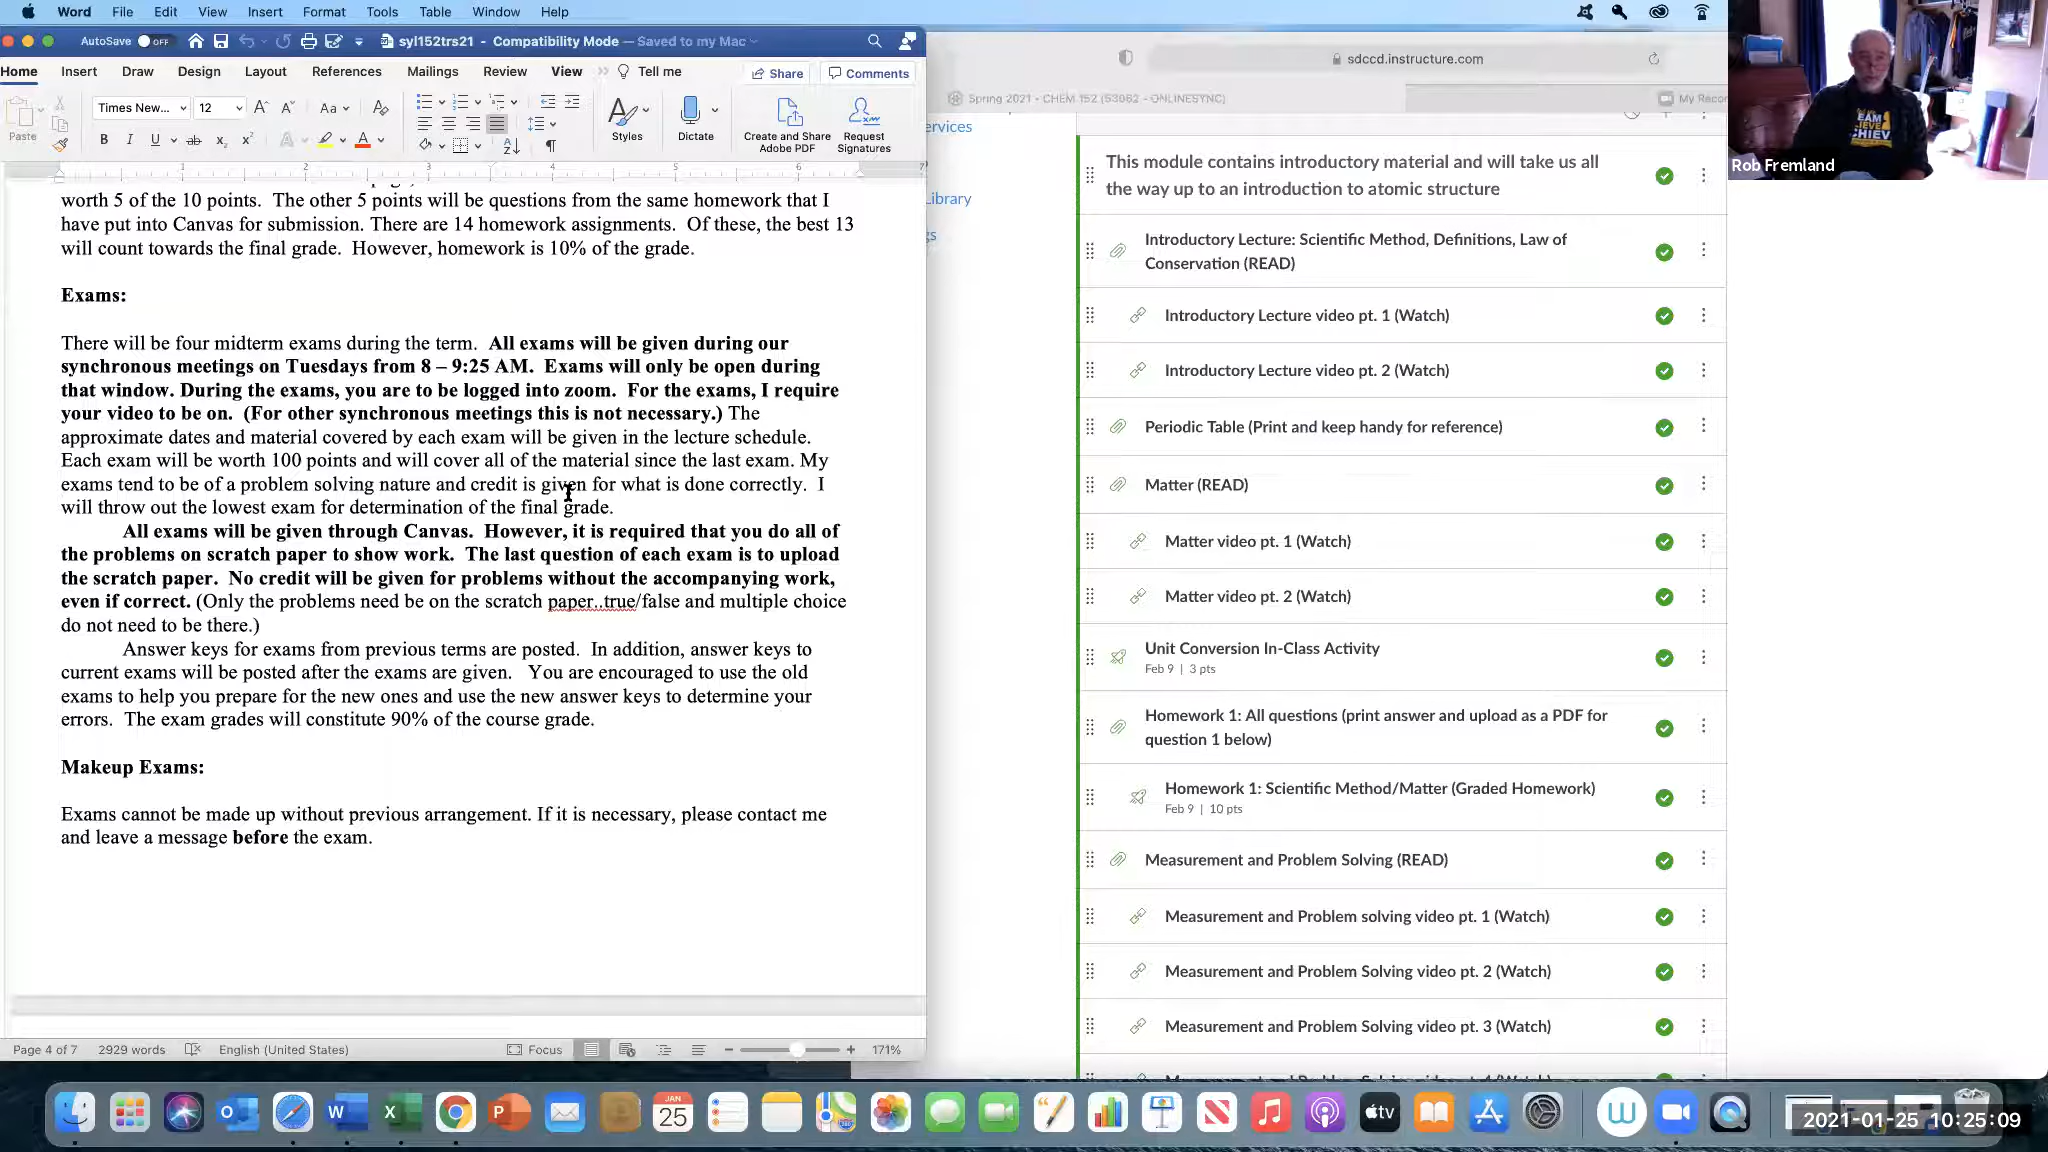 Word File Edit View Insert Format Tools Table Window Help
AutoSave OFF syl152trs21 - Compatibility Mode — Saved to my Mac
Home Insert Draw Design Layout References Mailings Review View Tell me Share Comments
Times New... 12 Aa
Paste B I U ab x2 x2 A A Styles Dictate Create and Share Adobe PDF Request Signatures
1 2 3 4 5 6 7
worth 5 of the 10 points. The other 5 points will be questions from the same homework that I
have put into Canvas for submission. There are 14 homework assignments. Of these, the best 13
will count towards the final grade. However, homework is 10% of the grade.
Exams:
There will be four midterm exams during the term. All exams will be given during our
synchronous meetings on Tuesdays from 8 – 9:25 AM. Exams will only be open during
that window. During the exams, you are to be logged into zoom. For the exams, I require
your video to be on. (For other synchronous meetings this is not necessary.) The
approximate dates and material covered by each exam will be given in the lecture schedule.
Each exam will be worth 100 points and will cover all of the material since the last exam. My
exams tend to be of a problem solving nature and credit is given for what is done correctly. I
will throw out the lowest exam for determination of the final grade.
All exams will be given through Canvas. However, it is required that you do all of
the problems on scratch paper to show work. The last question of each exam is to upload
the scratch paper. No credit will be given for problems without the accompanying work,
even if correct. (Only the problems need be on the scratch paper..true/false and multiple choice
do not need to be there.)
Answer keys for exams from previous terms are posted. In addition, answer keys to
current exams will be posted after the exams are given. You are encouraged to use the old
exams to help you prepare for the new ones and use the new answer keys to determine your
errors. The exam grades will constitute 90% of the course grade.
Makeup Exams:
Exams cannot be made up without previous arrangement. If it is necessary, please contact me
and leave a message before the exam.
Page 4 of 7 2929 words English (United States) Focus 171%
sdccd.instructure.com
Spring 2021 - CHEM 152 (53062 - ONLINESYNC) My Recor
ervices
Library
gs
This module contains introductory material and will take us all
the way up to an introduction to atomic structure
Introductory Lecture: Scientific Method, Definitions, Law of
Conservation (READ)
Introductory Lecture video pt. 1 (Watch)
Introductory Lecture video pt. 2 (Watch)
Periodic Table (Print and keep handy for reference)
Matter (READ)
Matter video pt. 1 (Watch)
Matter video pt. 2 (Watch)
Unit Conversion In-Class Activity
Feb 9 | 3 pts
Homework 1: All questions (print answer and upload as a PDF for
question 1 below)
Homework 1: Scientific Method/Matter (Graded Homework)
Feb 9 | 10 pts
Measurement and Problem Solving (READ)
Measurement and Problem solving video pt. 1 (Watch)
Measurement and Problem Solving video pt. 2 (Watch)
Measurement and Problem Solving video pt. 3 (Watch)
EAM
IEVE
CHIEV
Rob Fremland
JAN
25
tv
2021-01-25 10:25:09